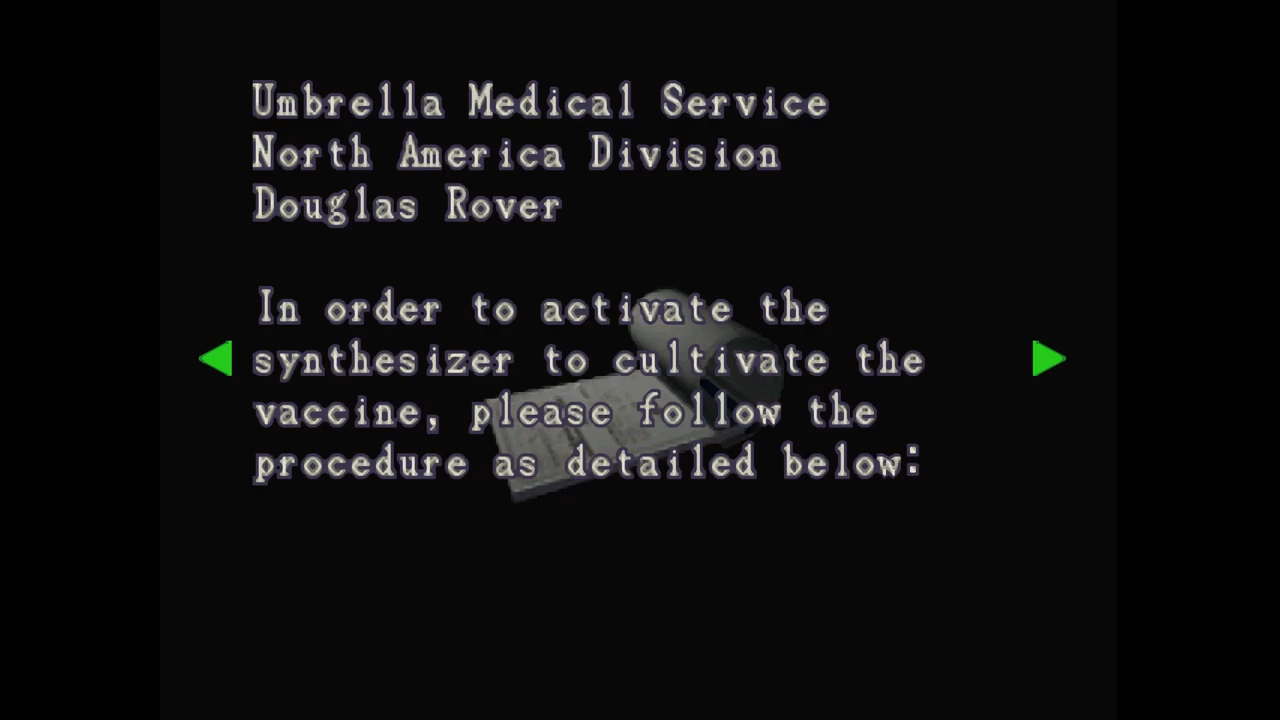 Umbrella Medical Service
North America Division
Douglas Rover
In order to activate the
synthesizer to cultivate the
vaccine, please follow the
procedure as detailed below: